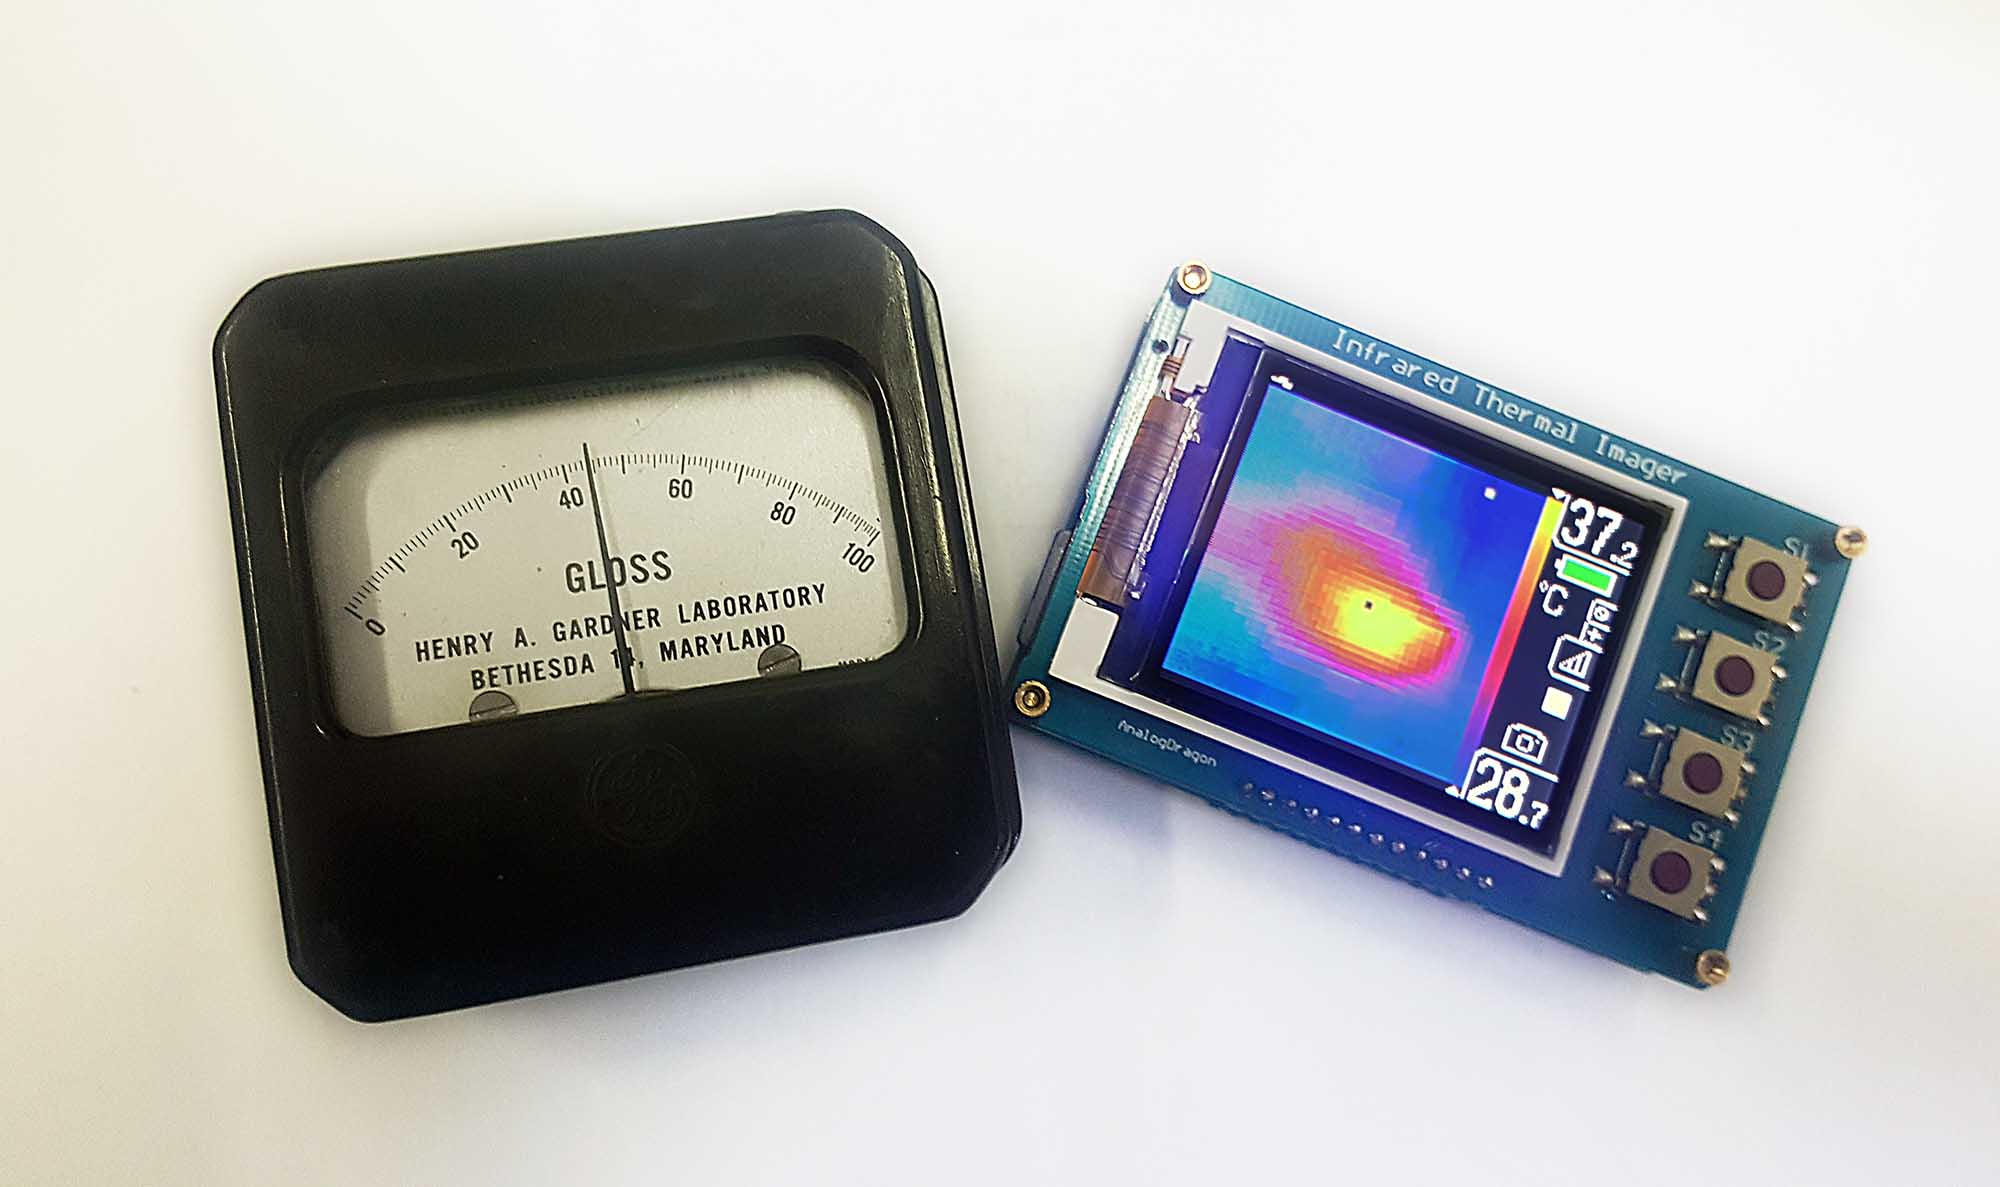 0 20 40 60 80 100
GLOSS
HENRY A. GARDNER LABORATORY
BETHESDA 14, MARYLAND
Infrared Thermal Imager
37.2
°C
28.7
S1
S2
S3
S4
AnalogDragon